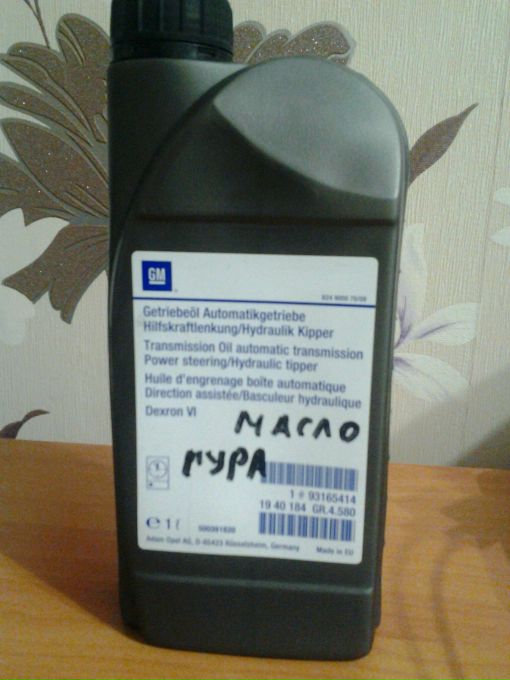 GM
Getriebeöl Automatikgetriebe
Hilfskraftlenkung/Hydraulik Kipper
Transmission Oil automatic transmission
Power steering/Hydraulic tipper
Huile d'engrenage boîte automatique
Direction assistée/Basculeur hydraulique
Dexron VI
МАСЛО
ГУРА
1 # 93165414
19 40 184 GR.4.580
e 1 l
Adam Opel AG, D-65423 Rüsselsheim, Germany
Made in EU